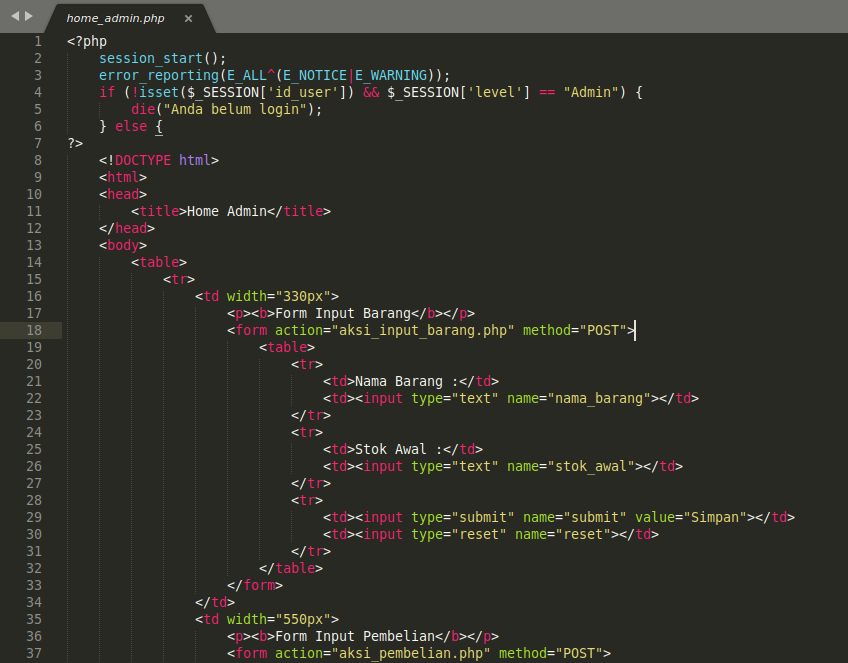 home_admin.php ×
1 <?php
2     session_start();
3     error_reporting(E_ALL^(E_NOTICE|E_WARNING));
4     if (!isset($_SESSION['id_user']) && $_SESSION['level'] == "Admin") {
5         die("Anda belum login");
6     } else {
7 ?>
8     <!DOCTYPE html>
9     <html>
10     <head>
11         <title>Home Admin</title>
12     </head>
13     <body>
14         <table>
15             <tr>
16                 <td width="330px">
17                     <p><b>Form Input Barang</b></p>
18                     <form action="aksi_input_barang.php" method="POST">
19                         <table>
20                             <tr>
21                                 <td>Nama Barang :</td>
22                                 <td><input type="text" name="nama_barang"></td>
23                             </tr>
24                             <tr>
25                                 <td>Stok Awal :</td>
26                                 <td><input type="text" name="stok_awal"></td>
27                             </tr>
28                             <tr>
29                                 <td><input type="submit" name="submit" value="Simpan"></td>
30                                 <td><input type="reset" name="reset"></td>
31                             </tr>
32                         </table>
33                     </form>
34                 </td>
35                 <td width="550px">
36                     <p><b>Form Input Pembelian</b></p>
37                     <form action="aksi_pembelian.php" method="POST">